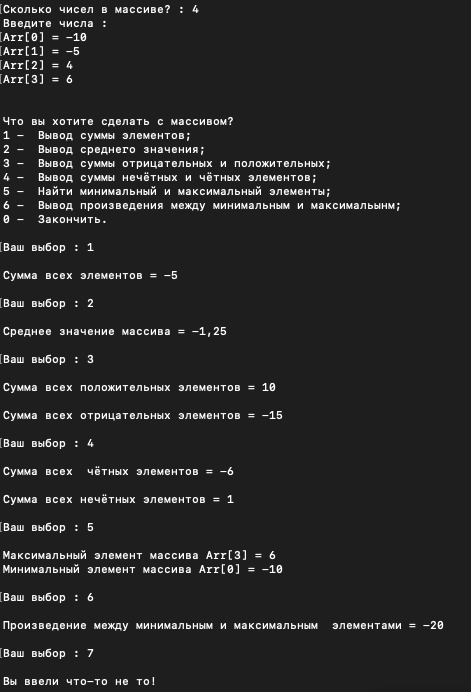 [Сколько чисел в массиве? : 4
Введите числа :
[Arr[0] = -10
[Arr[1] = -5
[Arr[2] = 4
[Arr[3] = 6
Что вы хотите сделать с массивом?
1 -  Вывод суммы элементов;
2 -  Вывод среднего значения;
3 -  Вывод суммы отрицательных и положительных;
4 -  Вывод суммы нечётных и чётных элементов;
5 -  Найти минимальный и максимальный элементы;
6 -  Вывод произведения между минимальным и максимальынм;
0 -  Закончить.
[Ваш выбор : 1
Сумма всех элементов = -5
[Ваш выбор : 2
Среднее значение массива = -1,25
[Ваш выбор : 3
Сумма всех положительных элементов = 10
Сумма всех отрицательных элементов = -15
[Ваш выбор : 4
Сумма всех  чётных элементов = -6
Сумма всех нечётных элементов = 1
[Ваш выбор : 5
Максимальный элемент массива Arr[3] = 6
Минимальный элемент массива Arr[0] = -10
[Ваш выбор : 6
Произведение между минимальным и максимальным  элементами = -20
[Ваш выбор : 7
Вы ввели что-то не то!